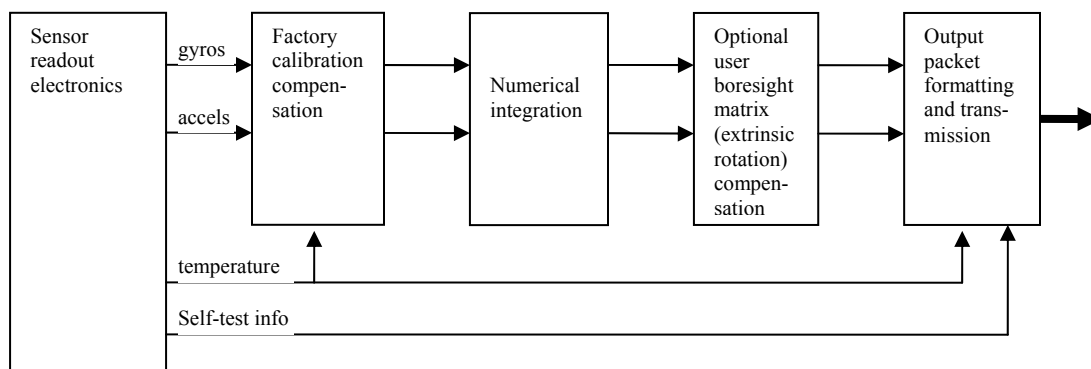 Sensor
readout
electronics
gyros
accels
temperature
Self-test info
Factory
calibration
compen-
sation
Numerical
integration
Optional
user
boresight
matrix
(extrinsic
rotation)
compen-
sation
Output
packet
formatting
and trans-
mission